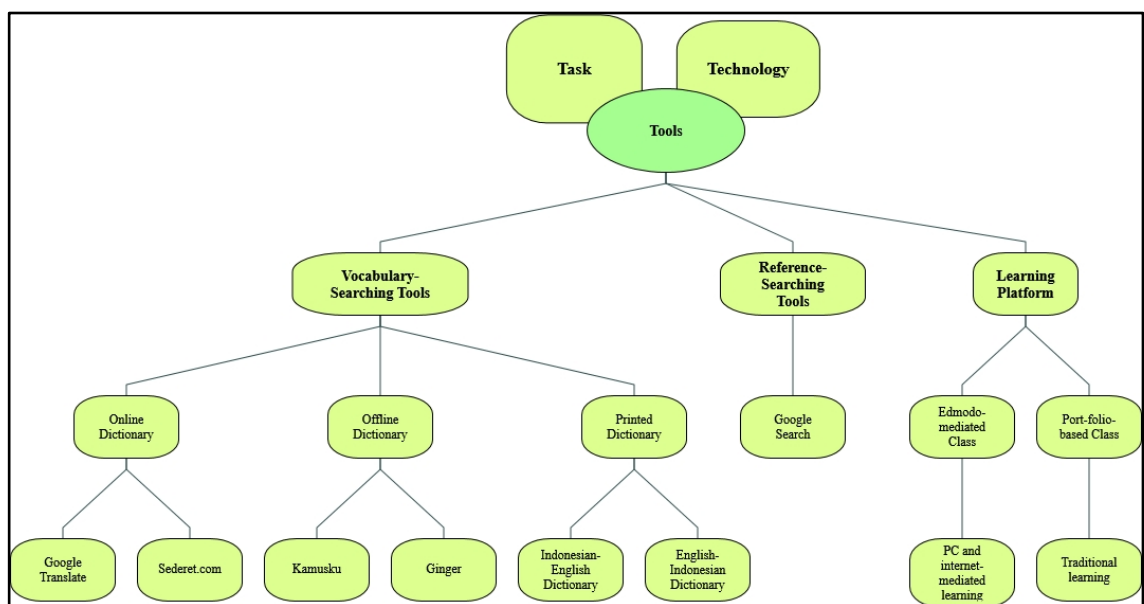 Task
Technology
Tools
Vocabulary-
Searching Tools
Reference-
Searching
Tools
Learning
Platform
Online
Dictionary
Offline
Dictionary
Printed
Dictionary
Google
Search
Edmodo-
mediated
Class
Port-folio-
based Class
Google
Translate
Sederet.com
Kamusku
Ginger
Indonesian-
English
Dictionary
English-
Indonesian
Dictionary
PC and
internet-
mediated
learning
Traditional
learning